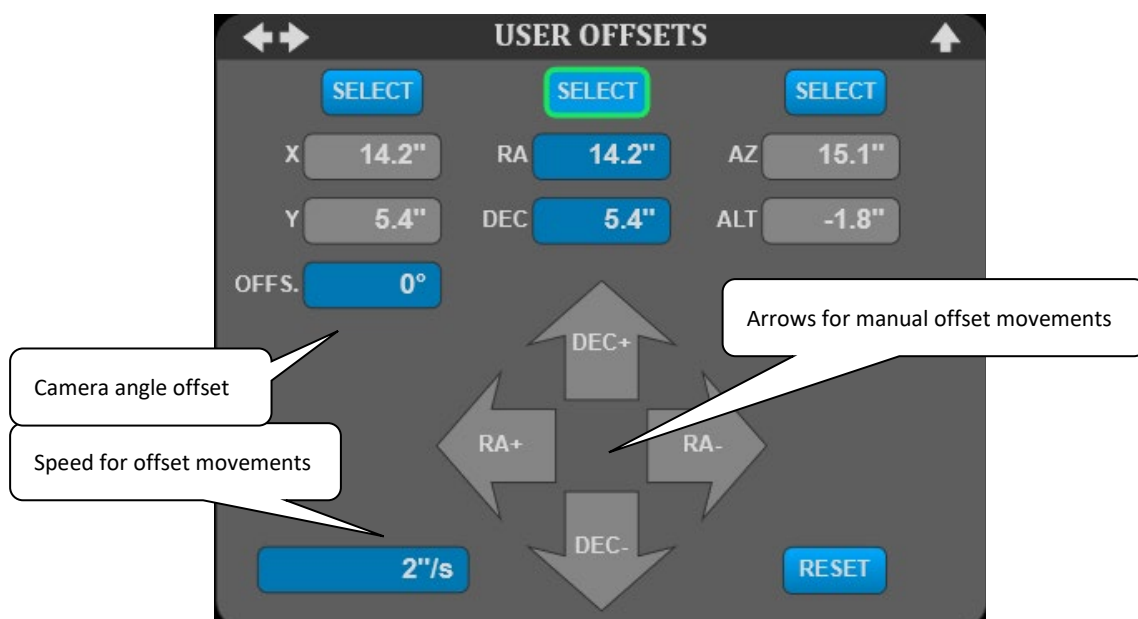 USER OFFSETS
SELECT SELECT SELECT
X 14.2" RA 14.2" AZ 15.1"
Y 5.4" DEC 5.4" ALT -1.8"
OFFS. 0°
Arrows for manual offset movements
DEC+
Camera angle offset
RA+ RA-
Speed for offset movements
DEC-
2"/s RESET